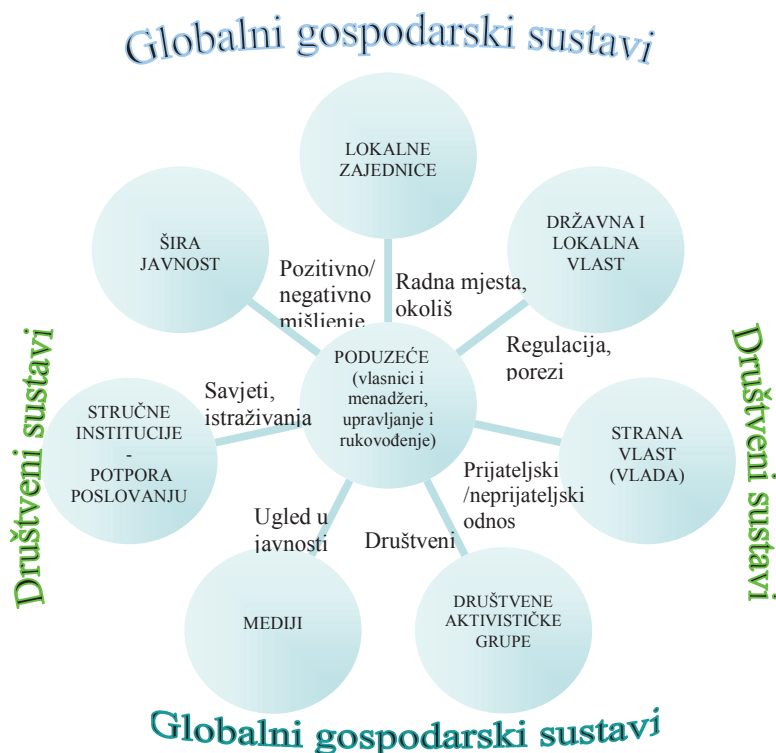 Globalni gospodarski sustavi
LOKALNE
ZAJEDNICE
DRŽAVNA I
LOKALNA
VLAST
ŠIRA
JAVNOST
Pozitivno/
negativno
mišljenje
Radna mjesta,
okoliš
Regulacija,
porezi
PODUZEĆE
(vlasnici i
menadžeri,
upravljanje i
rukovođenje)
Savjeti,
istraživanja
STRUČNE
INSTITUCIJE
-
POTPORA
POSLOVANJU
STRANA
VLAST
(VLADA)
Prijateljski
/neprijateljski
odnos
Ugled u
javnosti
Društveni
MEDIJI
DRUŠTVENE
AKTIVISTIČKE
GRUPE
Društveni sustavi
Društveni sustavi
Globalni gospodarski sustavi